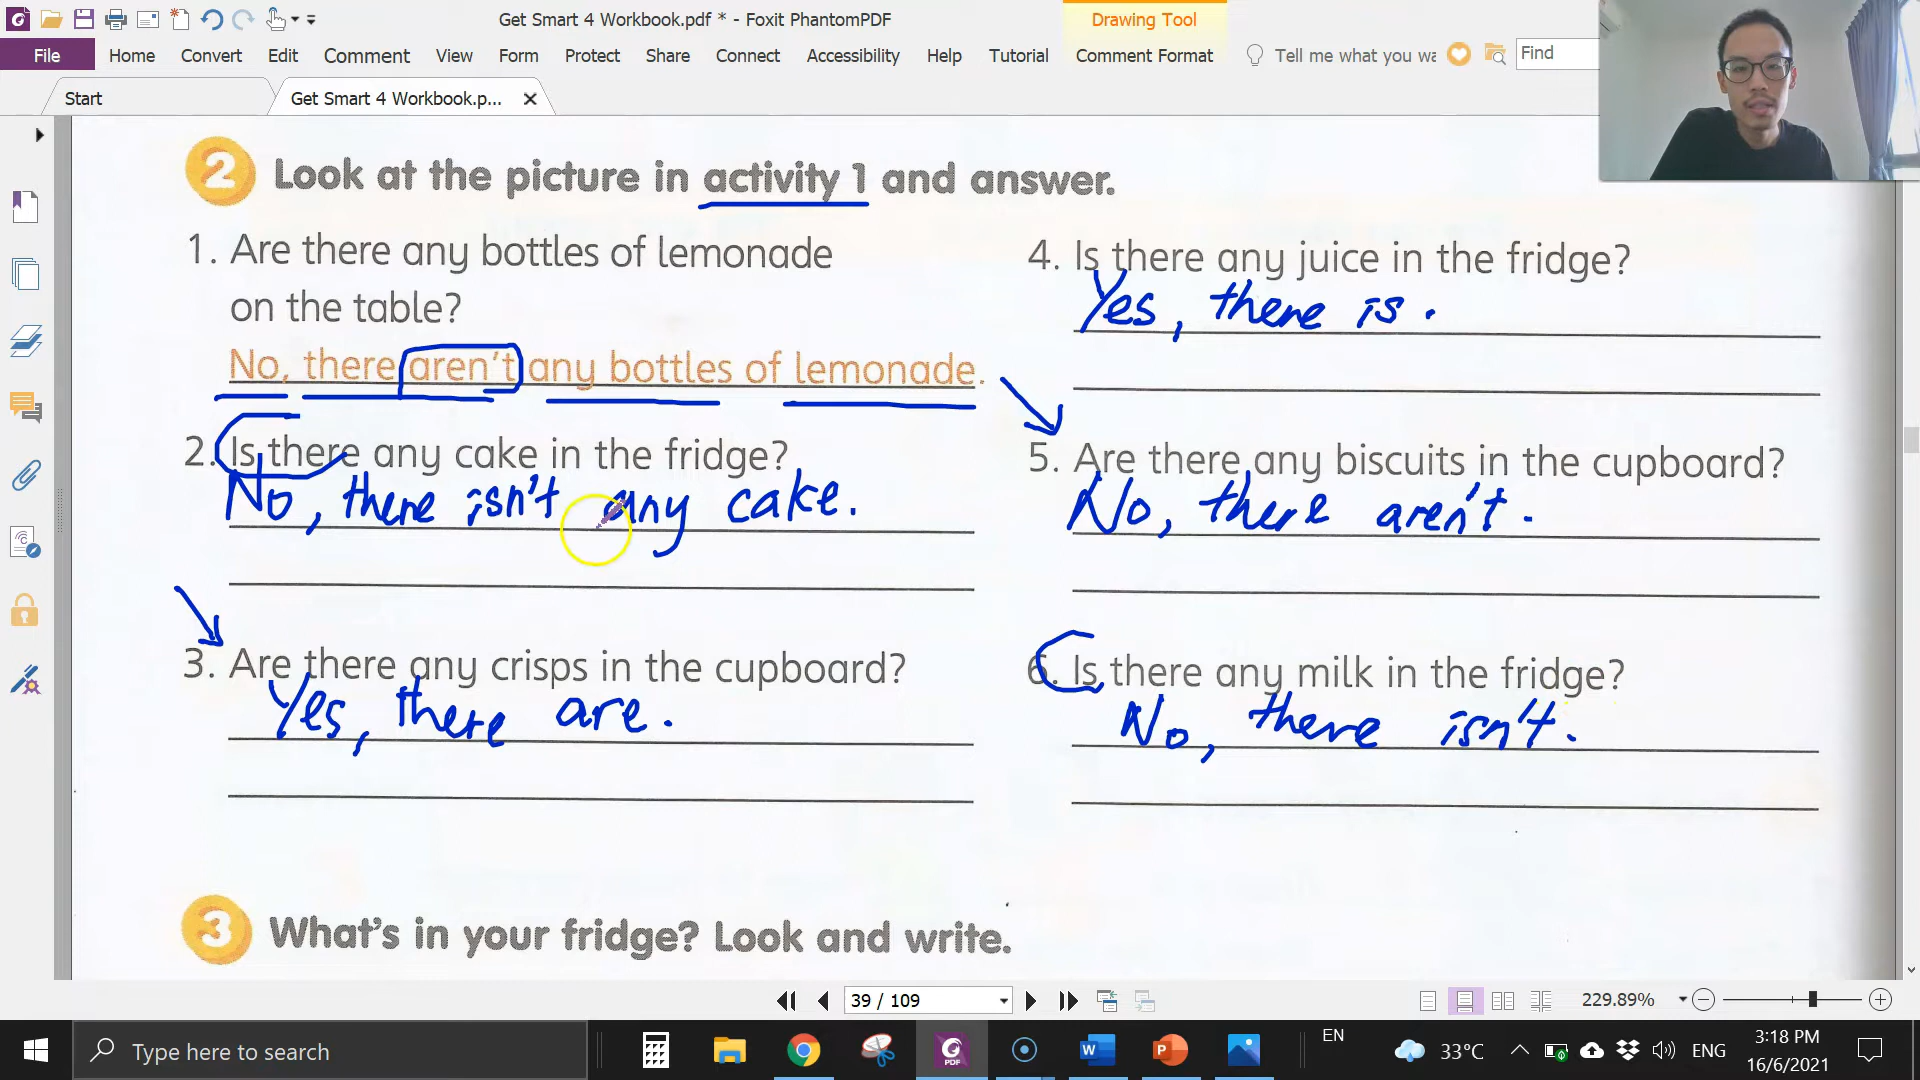 Get Smart 4 Workbook.pdf * - Foxit PhantomPDF
Drawing Tool
File Home Convert Edit Comment View Form Protect Share Connect Accessibility Help Tutorial Comment Format Tell me what you wa Find
Start Get Smart 4 Workbook.p...
2 Look at the picture in activity 1 and answer.
1. Are there any bottles of lemonade
on the table?
No, there aren't any bottles of lemonade.
2. Is there any cake in the fridge?
No, there isn't any cake.
3. Are there any crisps in the cupboard?
Yes, there are.
4. Is there any juice in the fridge?
Yes, there is.
5. Are there any biscuits in the cupboard?
No, there aren't.
6. Is there any milk in the fridge?
No, there isn't.
3 What's in your fridge? Look and write.
39 / 109
229.89%
Type here to search
PDF
W
P
EN
33°C
ENG
3:18 PM
16/6/2021